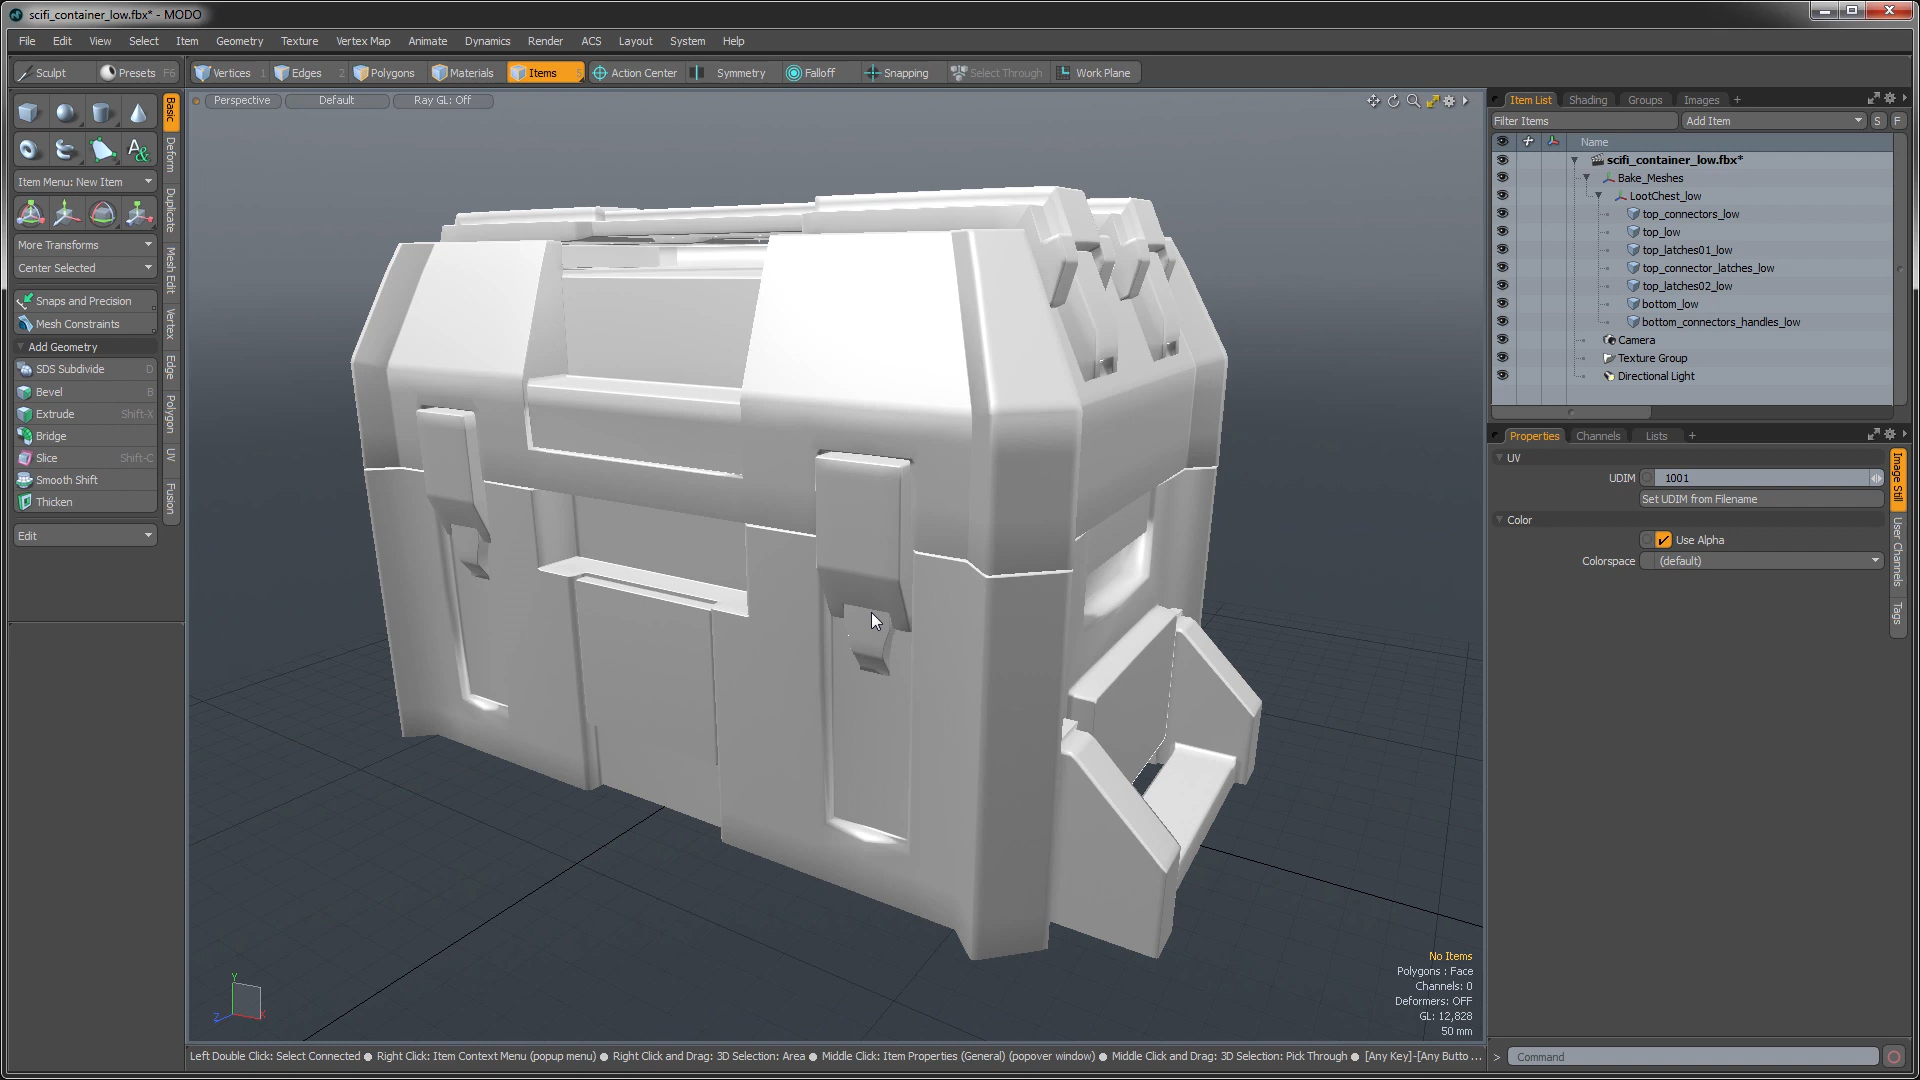 scifi_container_low.fbx* - MODO
File Edit View Select Item Geometry Texture Vertex Map Animate Dynamics Render ACS Layout System Help
Sculpt Presets F6 Vertices 1 Edges 2 Polygons Materials Items 5 Action Center Symmetry Falloff Snapping Select Through Work Plane
Perspective Default Ray GL: Off
Basic
Deform
Duplicate
Mesh Edit
Vertex
Edge
Polygon
UV
Fusion
Item Menu: New Item
More Transforms
Center Selected
Snaps and Precision
Mesh Constraints
Add Geometry
SDS Subdivide D
Bevel B
Extrude Shift-X
Bridge
Slice Shift-C
Smooth Shift
Thicken
Edit
Y
Z
X
No Items
Polygons : Face
Channels: 0
Deformers: OFF
GL: 12,828
50 mm
Item List Shading Groups Images +
Filter Items Add Item S F
Name
scifi_container_low.fbx*
Bake_Meshes
LootChest_low
top_connectors_low
top_low
top_latches01_low
top_connector_latches_low
top_latches02_low
bottom_low
bottom_connectors_handles_low
Camera
Texture Group
Directional Light
Properties Channels Lists +
UV
UDIM 1001
Set UDIM from Filename
Color
Use Alpha
Colorspace (default)
Image Still
User Channels
Tags
Left Double Click: Select Connected ● Right Click: Item Context Menu (popup menu) ● Right Click and Drag: 3D Selection: Area ● Middle Click: Item Properties (General) (popover window) ● Middle Click and Drag: 3D Selection: Pick Through ● [Any Key]-[Any Butto ...
> Command